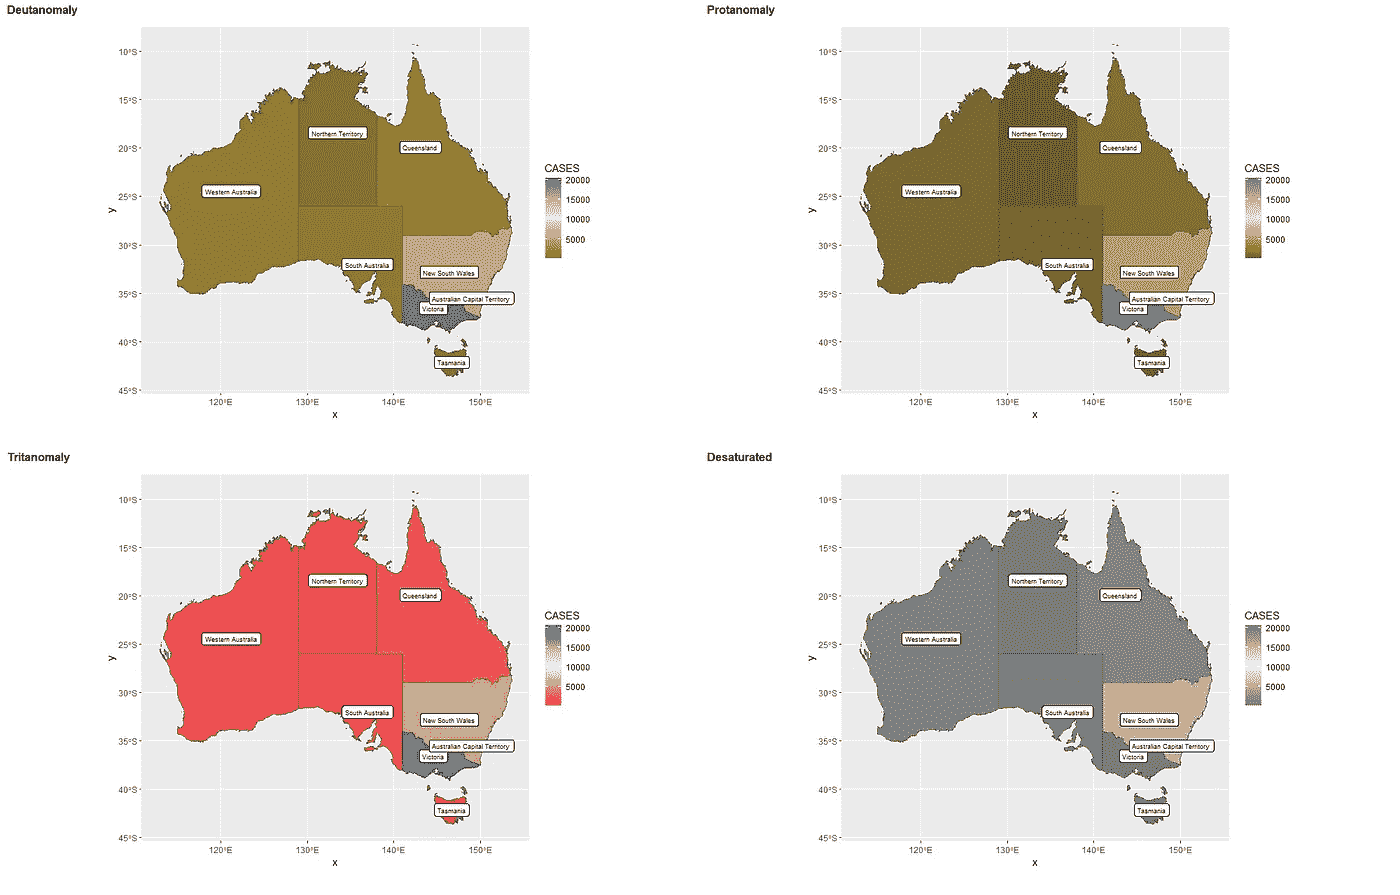 Deutanomaly
10°S
15°S
20°S
25°S
30°S
35°S
40°S
45°S
y
Northern Territory
Queensland
Western Australia
South Australia
New South Wales
Australian Capital Territory
Victoria
Tasmania
120°E
130°E
140°E
150°E
x
CASES
20000
15000
10000
5000
Protanomaly
10°S
15°S
20°S
25°S
30°S
35°S
40°S
45°S
y
Northern Territory
Queensland
Western Australia
South Australia
New South Wales
Australian Capital Territory
Victoria
Tasmania
120°E
130°E
140°E
150°E
x
CASES
20000
15000
10000
5000
Tritanomaly
10°S
15°S
20°S
25°S
30°S
35°S
40°S
45°S
y
Northern Territory
Queensland
Western Australia
South Australia
New South Wales
Australian Capital Territory
Victoria
Tasmania
120°E
130°E
140°E
150°E
x
CASES
20000
15000
10000
5000
Desaturated
10°S
15°S
20°S
25°S
30°S
35°S
40°S
45°S
y
Northern Territory
Queensland
Western Australia
South Australia
New South Wales
Australian Capital Territory
Victoria
Tasmania
120°E
130°E
140°E
150°E
x
CASES
20000
15000
10000
5000